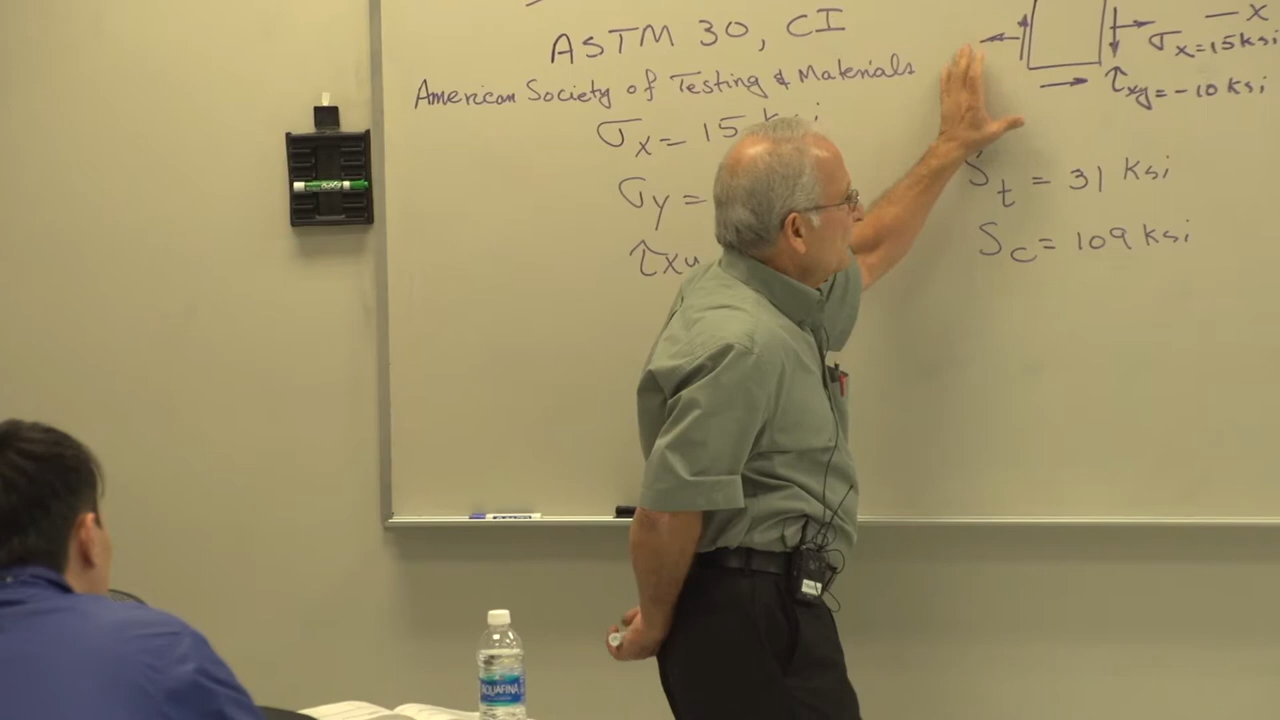 ASTM 30, CI
American Society of Testing & Materials
σx = 15 ksi
σy =
τxy
— X
σx = 15 ksi
τxy = -10 ksi
St = 31 ksi
Sc = 109 ksi
AQUAFINA